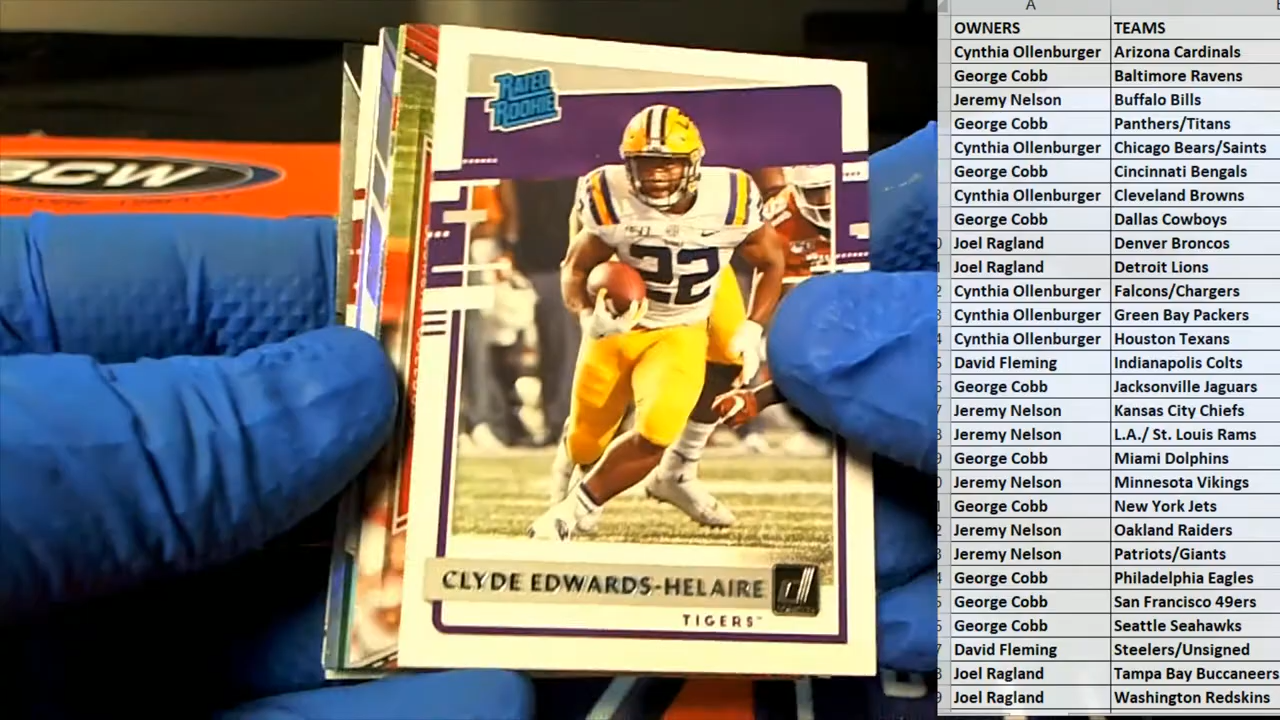 RATED
ROOKIE
CW
22
CLYDE EDWARDS-HELAIRE
TIGERS™
A
OWNERS TEAMS
Cynthia Ollenburger Arizona Cardinals
George Cobb Baltimore Ravens
Jeremy Nelson Buffalo Bills
George Cobb Panthers/Titans
Cynthia Ollenburger Chicago Bears/Saints
George Cobb Cincinnati Bengals
Cynthia Ollenburger Cleveland Browns
George Cobb Dallas Cowboys
Joel Ragland Denver Broncos
Joel Ragland Detroit Lions
Cynthia Ollenburger Falcons/Chargers
Cynthia Ollenburger Green Bay Packers
Cynthia Ollenburger Houston Texans
David Fleming Indianapolis Colts
George Cobb Jacksonville Jaguars
Jeremy Nelson Kansas City Chiefs
Jeremy Nelson L.A./ St. Louis Rams
George Cobb Miami Dolphins
Jeremy Nelson Minnesota Vikings
George Cobb New York Jets
Jeremy Nelson Oakland Raiders
Jeremy Nelson Patriots/Giants
George Cobb Philadelphia Eagles
George Cobb San Francisco 49ers
George Cobb Seattle Seahawks
David Fleming Steelers/Unsigned
Joel Ragland Tampa Bay Buccaneers
Joel Ragland Washington Redskins